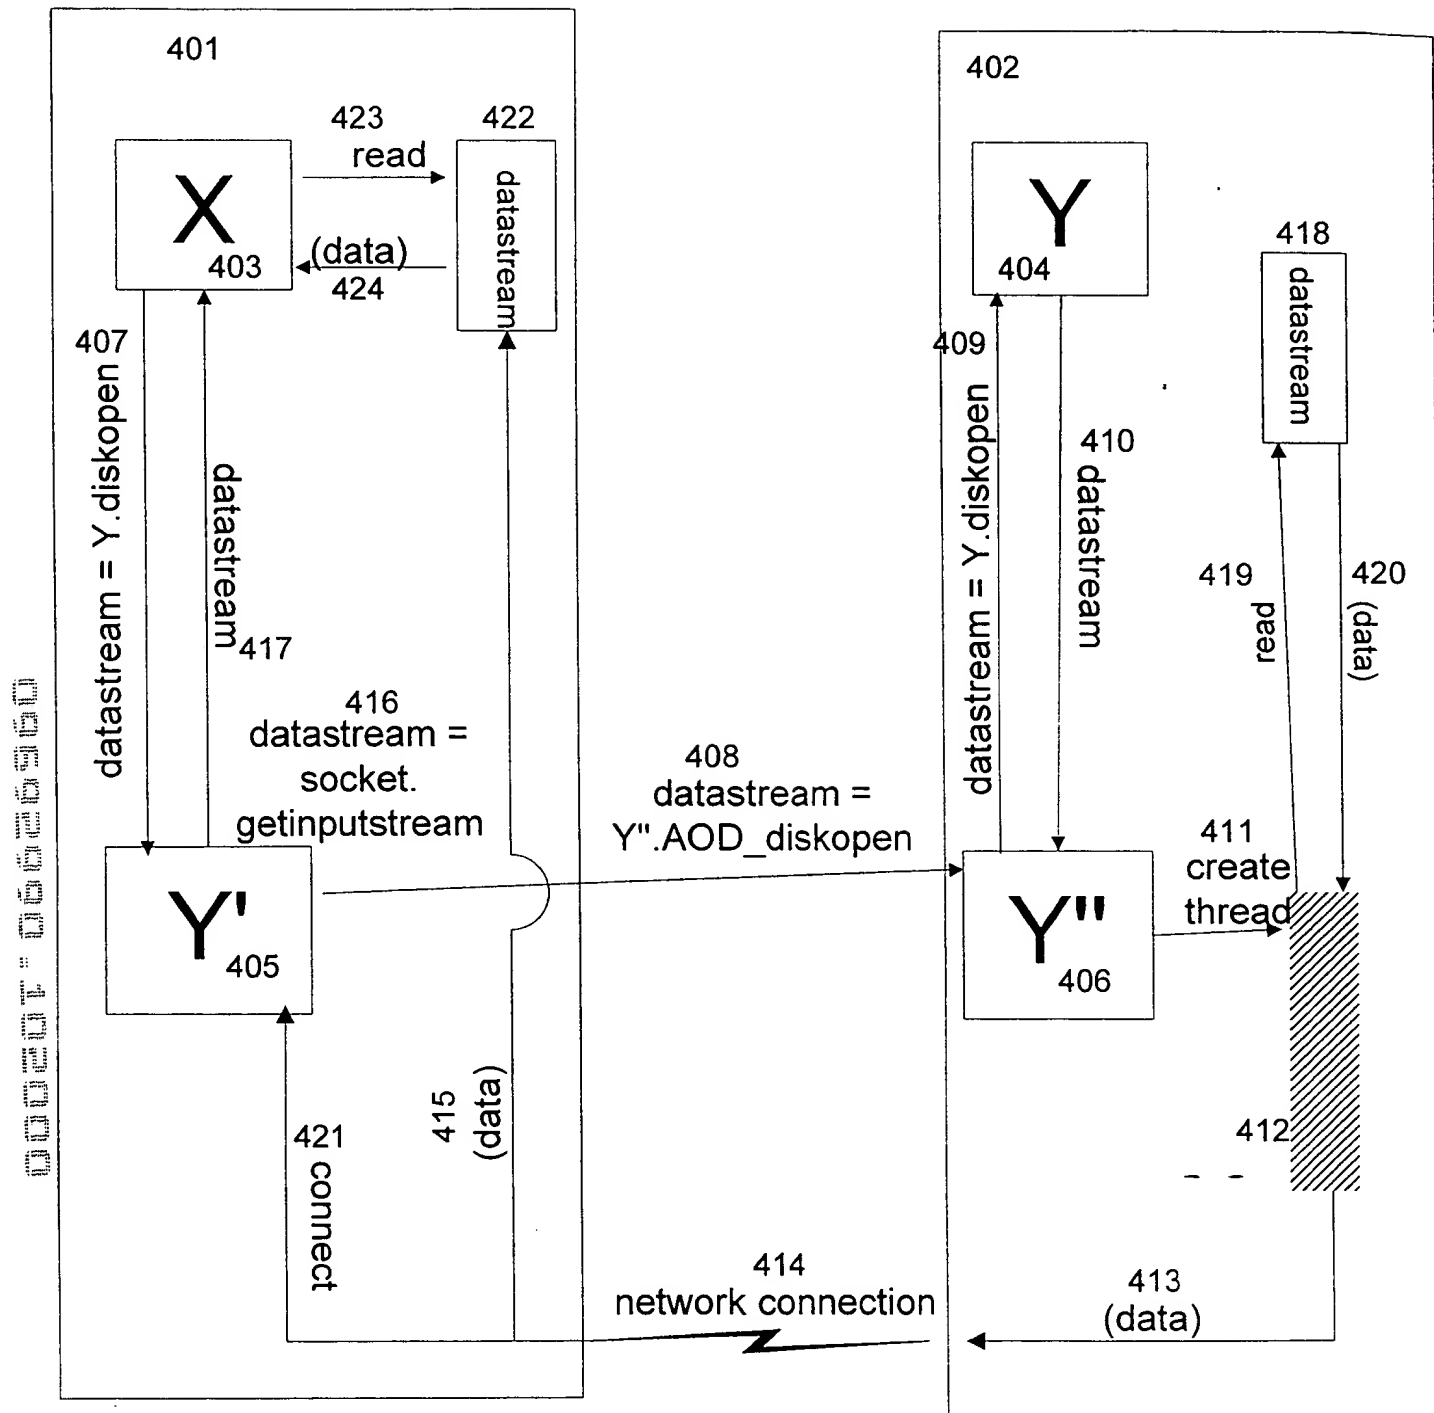 401
423
read
422
datastream
X
403
(data)
424
407
datastream = Y.diskopen
datastream
417
416
datastream =
socket.
getinputstream
Y'
405
421
connect
415
(data)
408
datastream =
Y".AOD_diskopen
414
network connection
402
Y
404
418
datastream
409
datastream = Y.diskopen
410
datastream
419
read
420
(data)
411
create
thread
Y"
406
412
413
(data)